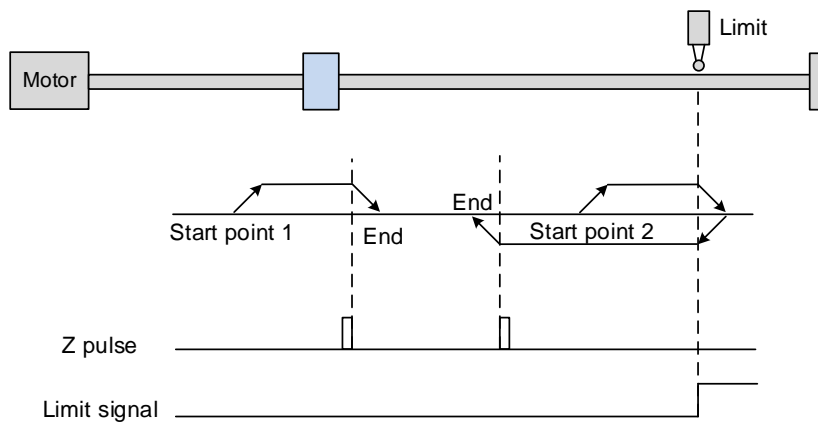 Limit
Motor
End
Start point 1
End
Start point 2
Z pulse
Limit signal